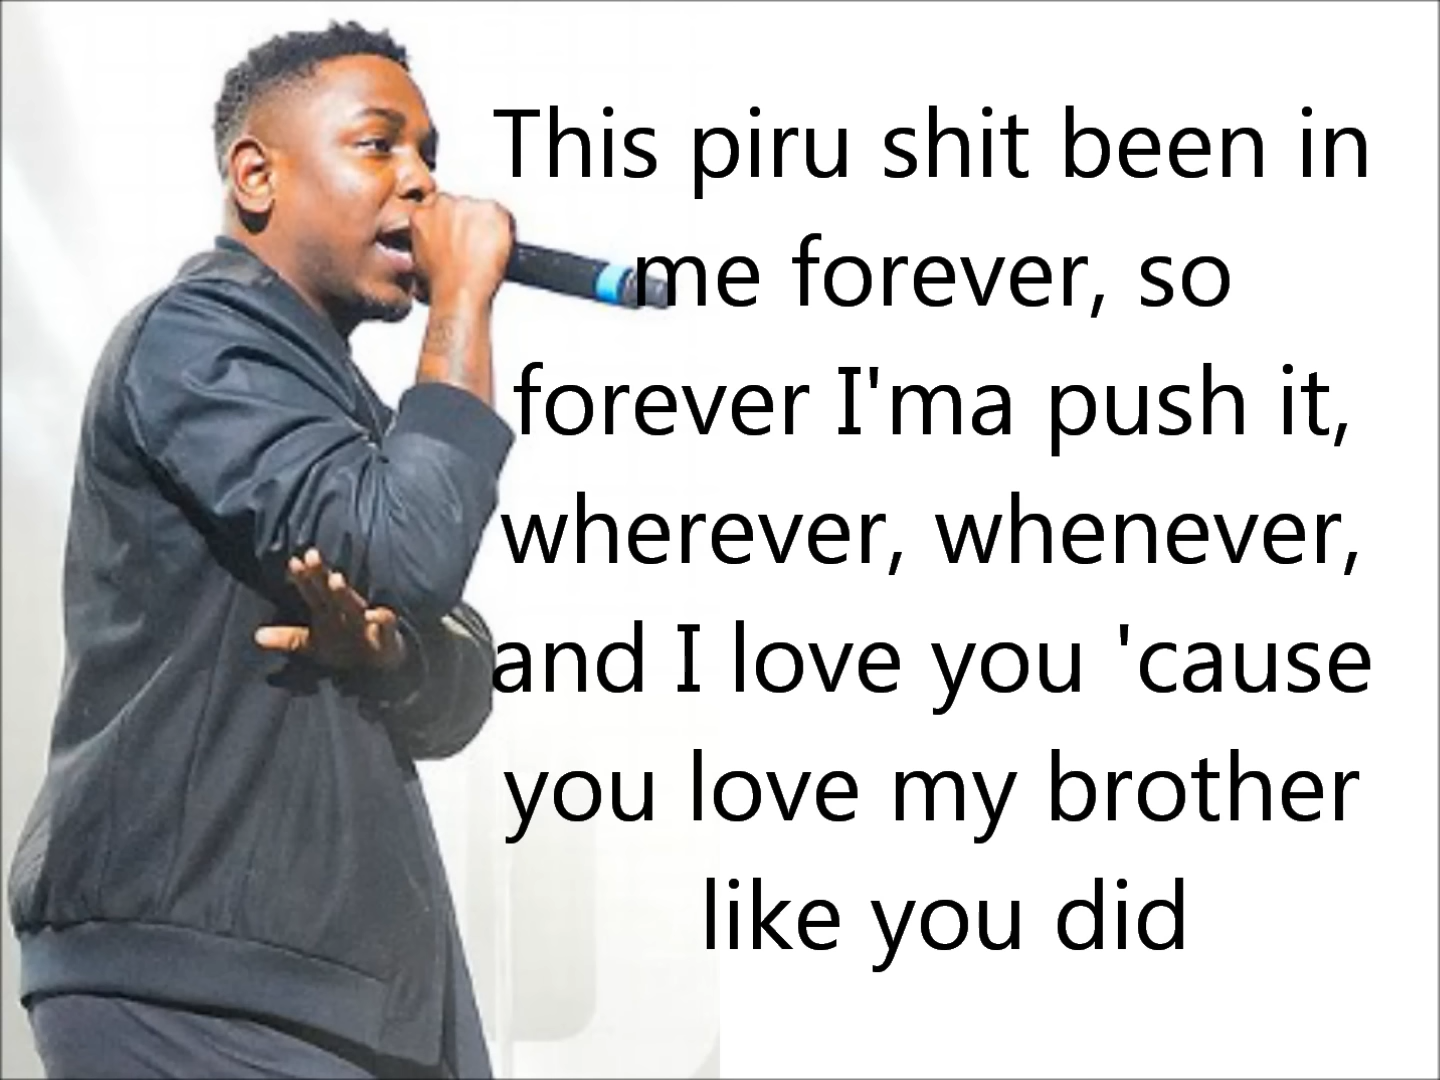 This piru shit been in
me forever, so
forever I'ma push it,
wherever, whenever,
and I love you 'cause
you love my brother
like you did